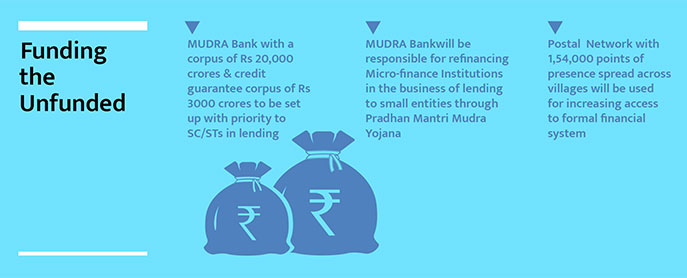 Funding
the
Unfunded
MUDRA Bank with a
corpus of Rs 20,000
crores & credit
guarantee corpus of Rs
3000 crores to be set
up with priority to
SC/STs in lending
MUDRA Bankwill be
responsible for refinancing
Micro-finance Institutions
in the business of lending
to small entities through
Pradhan Mantri Mudra
Yojana
Postal Network with
1,54,000 points of
presence spread across
villages will be used
for increasing access
to formal financial
system
₹
₹